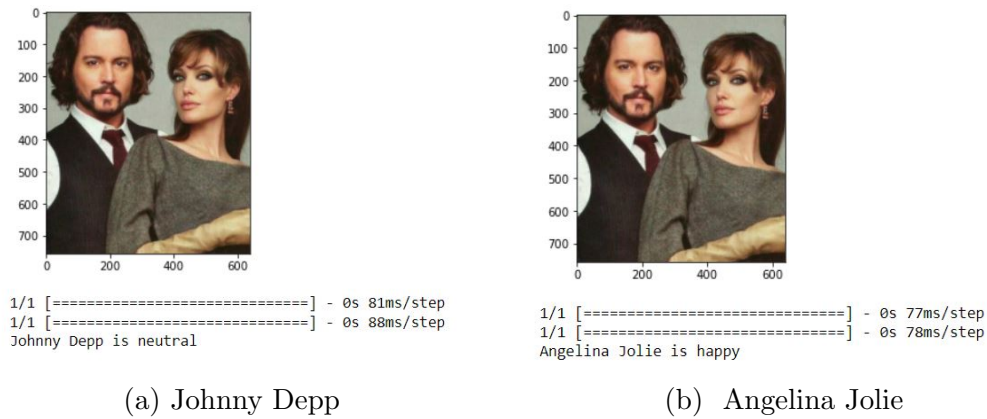 0
100
200
300
400
500
600
700
0 200 400 600
1/1 [==============================] - 0s 81ms/step
1/1 [==============================] - 0s 88ms/step
Johnny Depp is neutral
(a) Johnny Depp
0
100
200
300
400
500
600
700
0 200 400 600
1/1 [==============================] - 0s 77ms/step
1/1 [==============================] - 0s 78ms/step
Angelina Jolie is happy
(b) Angelina Jolie